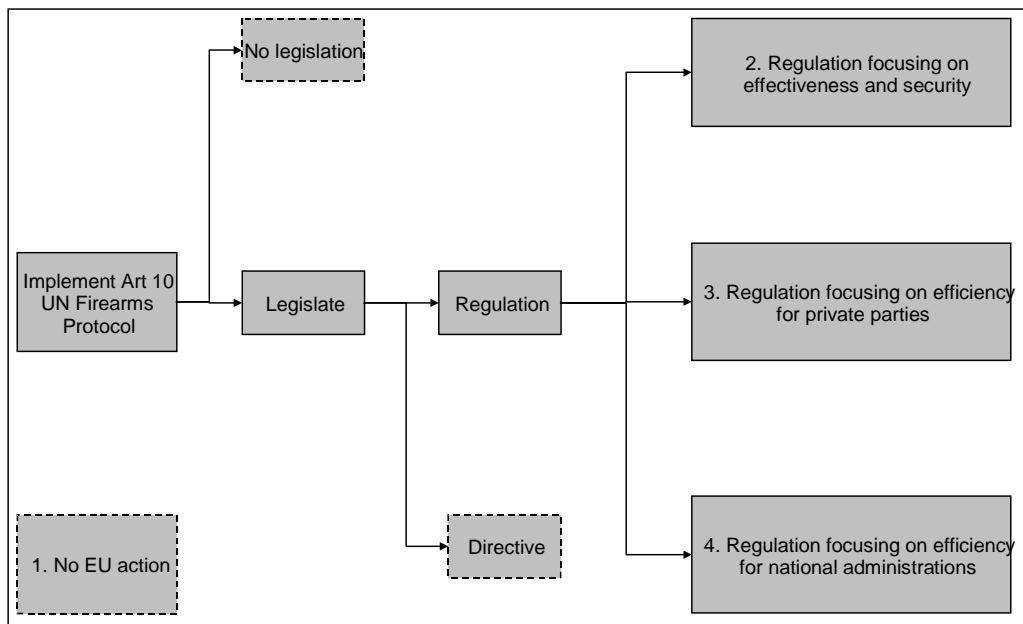 No legislation
2. Regulation focusing on
effectiveness and security
Implement Art 10
UN Firearms
Protocol
Legislate
Regulation
3. Regulation focusing on efficiency
for private parties
1. No EU action
Directive
4. Regulation focusing on efficiency
for national administrations